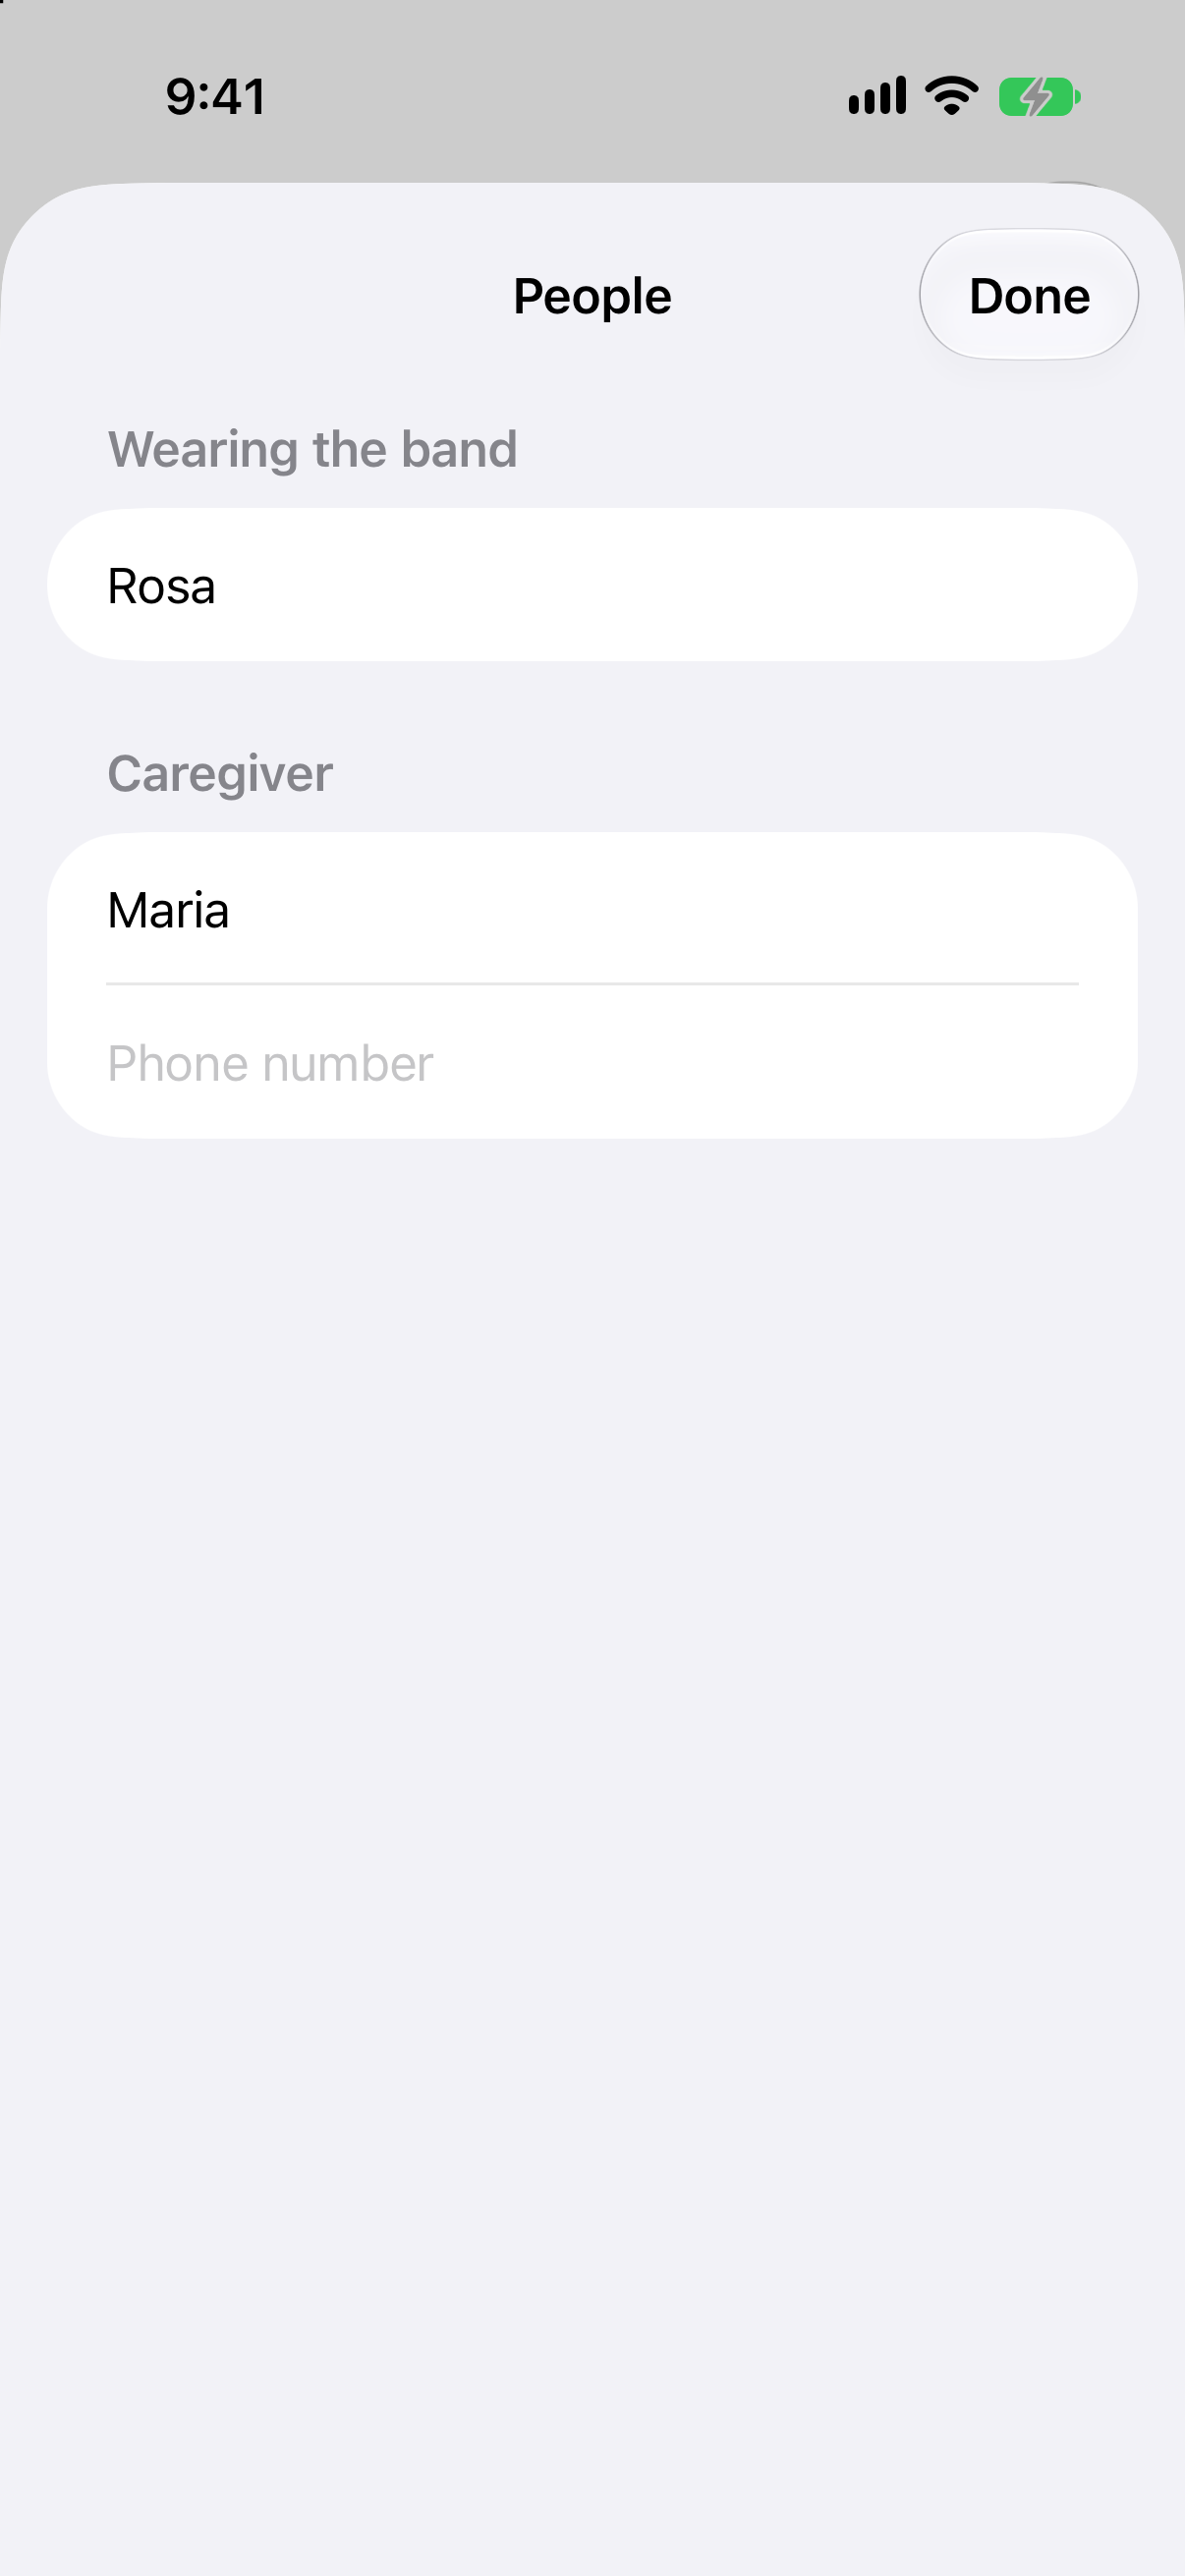 9:41
People
Done
Wearing the band
Rosa
Caregiver
Maria
Phone number